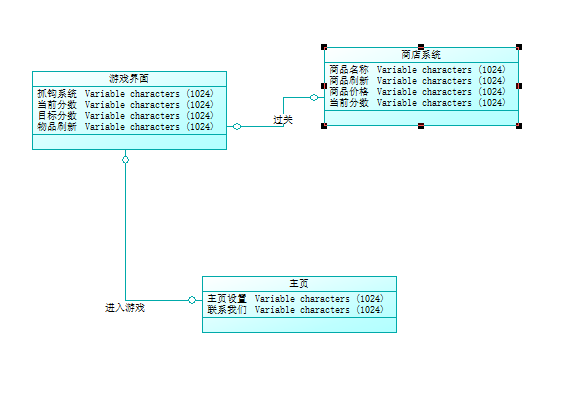 商店系统
商品名称 Variable characters (1024)
商品刷新 Variable characters (1024)
商品价格 Variable characters (1024)
当前分数 Variable characters (1024)
游戏界面
抓钩系统 Variable characters (1024)
当前分数 Variable characters (1024)
目标分数 Variable characters (1024)
物品刷新 Variable characters (1024)
过关
主页
主页设置 Variable characters (1024)
联系我们 Variable characters (1024)
进入游戏